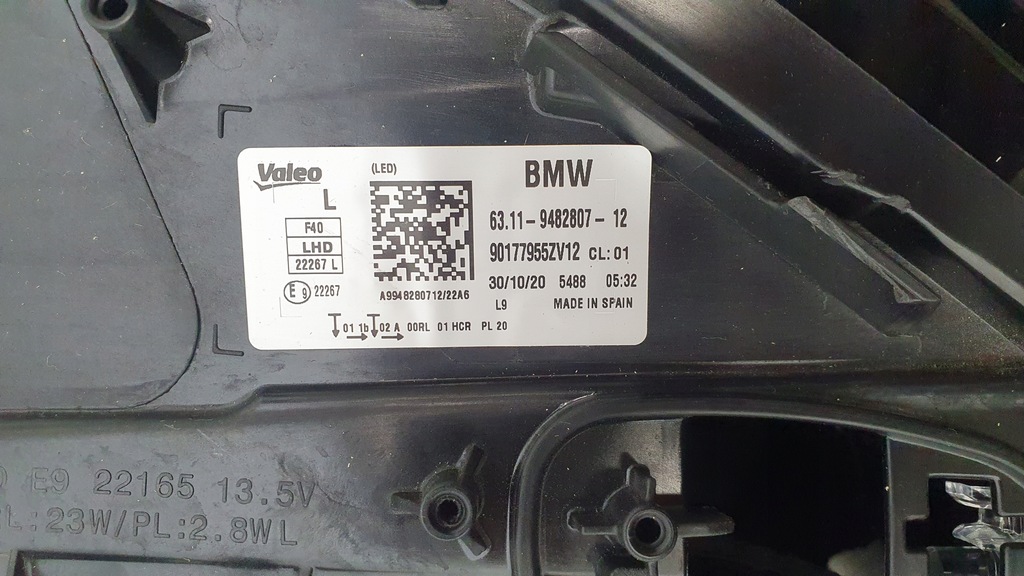 Valeo
(LED)
BMW
L
F40
LHD
22267 L
E 9 22267
A9948280712/22A6
63.11-9482807-12
90177955ZV12 CL:01
30/10/20 5488 05:32
L9 MADE IN SPAIN
01 1b 02 A 00RL 01 HCR PL 20
E9 22165 13.5V
L:23W/PL:2.8WL